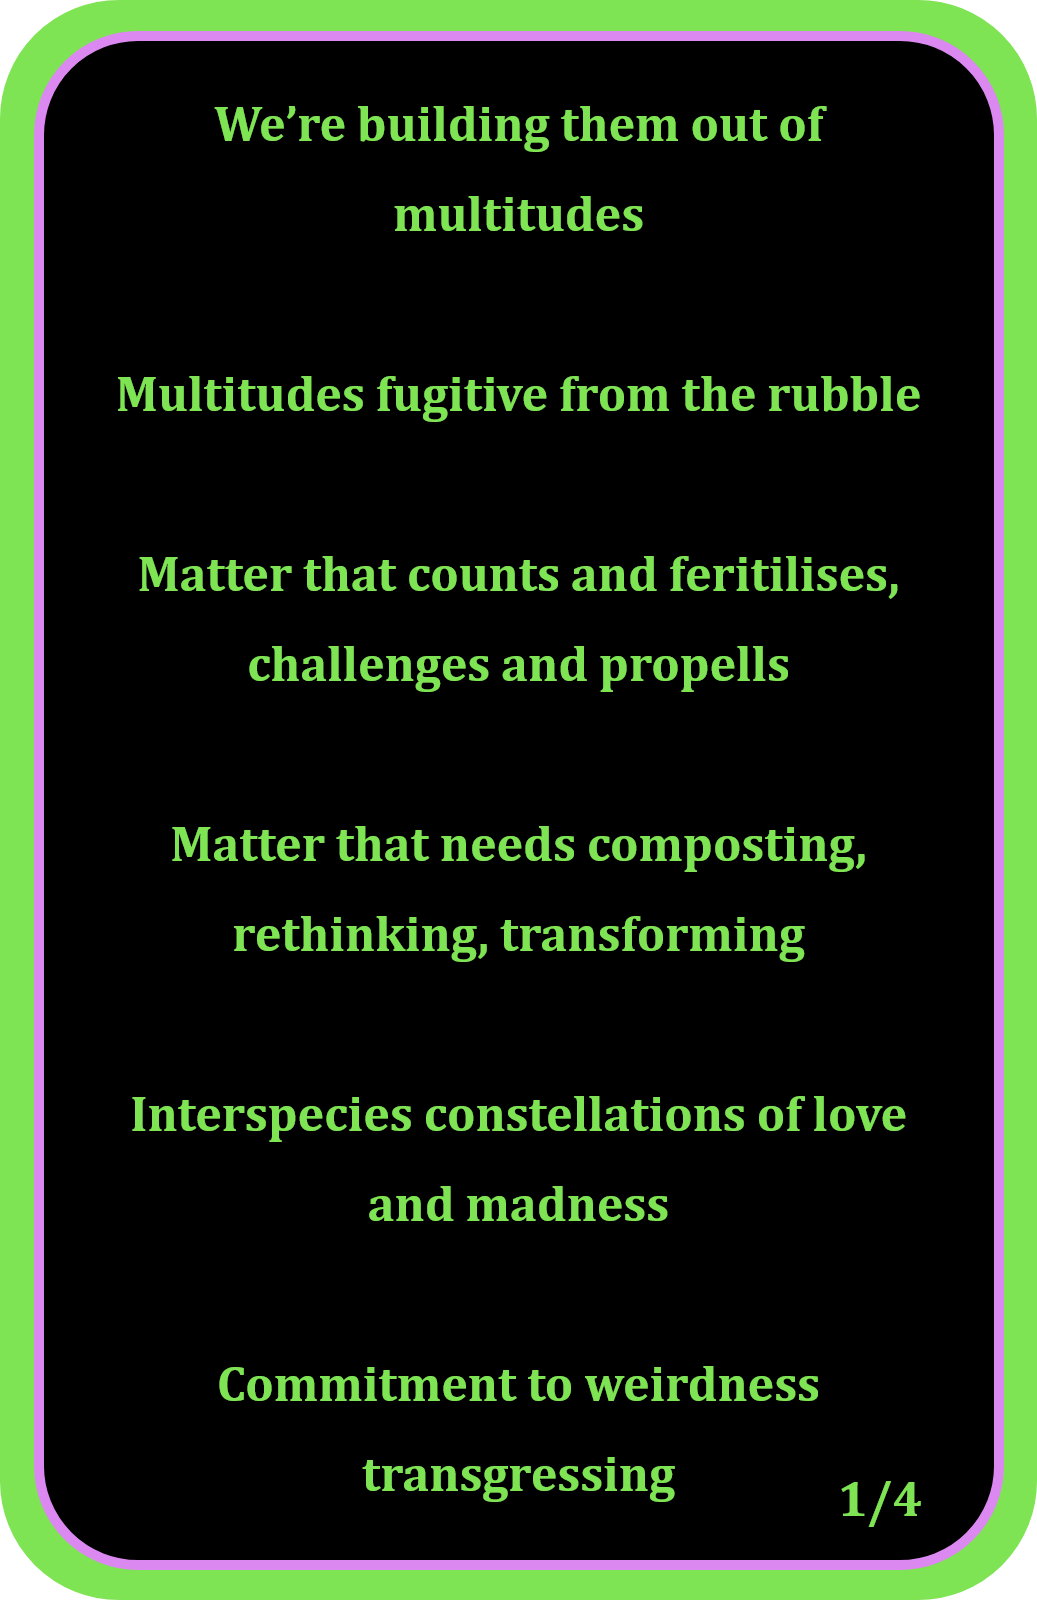 We’re building them out of
multitudes
Multitudes fugitive from the rubble
Matter that counts and feritilises,
challenges and propells
Matter that needs composting,
rethinking, transforming
Interspecies constellations of love
and madness
Commitment to weirdness
transgressing
1/4